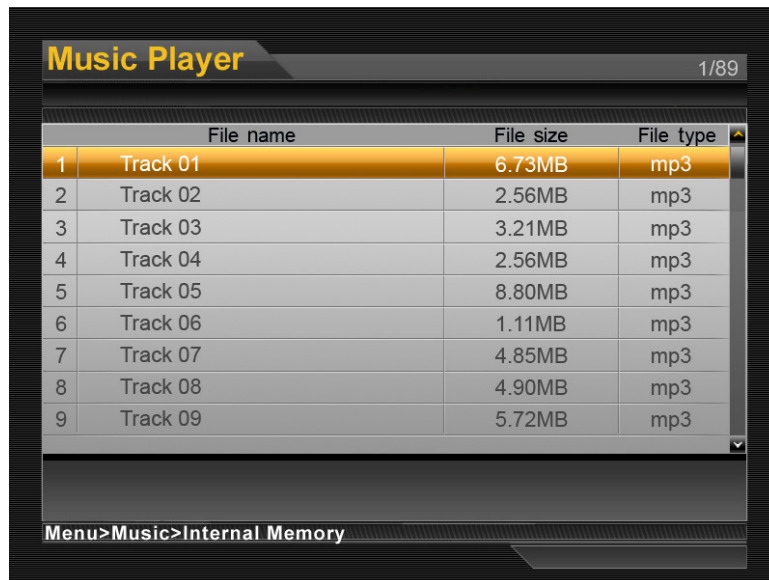 Music Player
1/89
File name File size File type
1 Track 01 6.73MB mp3
2 Track 02 2.56MB mp3
3 Track 03 3.21MB mp3
4 Track 04 2.56MB mp3
5 Track 05 8.80MB mp3
6 Track 06 1.11MB mp3
7 Track 07 4.85MB mp3
8 Track 08 4.90MB mp3
9 Track 09 5.72MB mp3
Menu>Music>Internal Memory